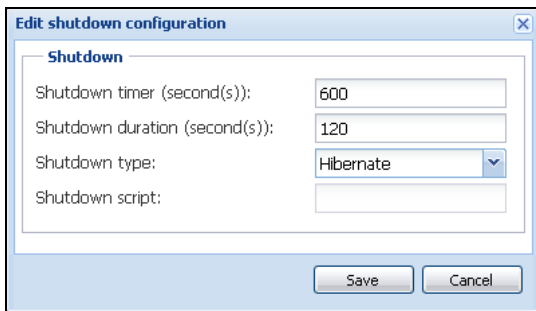 Edit shutdown configuration
Shutdown
Shutdown timer (second(s)): 600
Shutdown duration (second(s)): 120
Shutdown type: Hibernate
Shutdown script:
Save Cancel